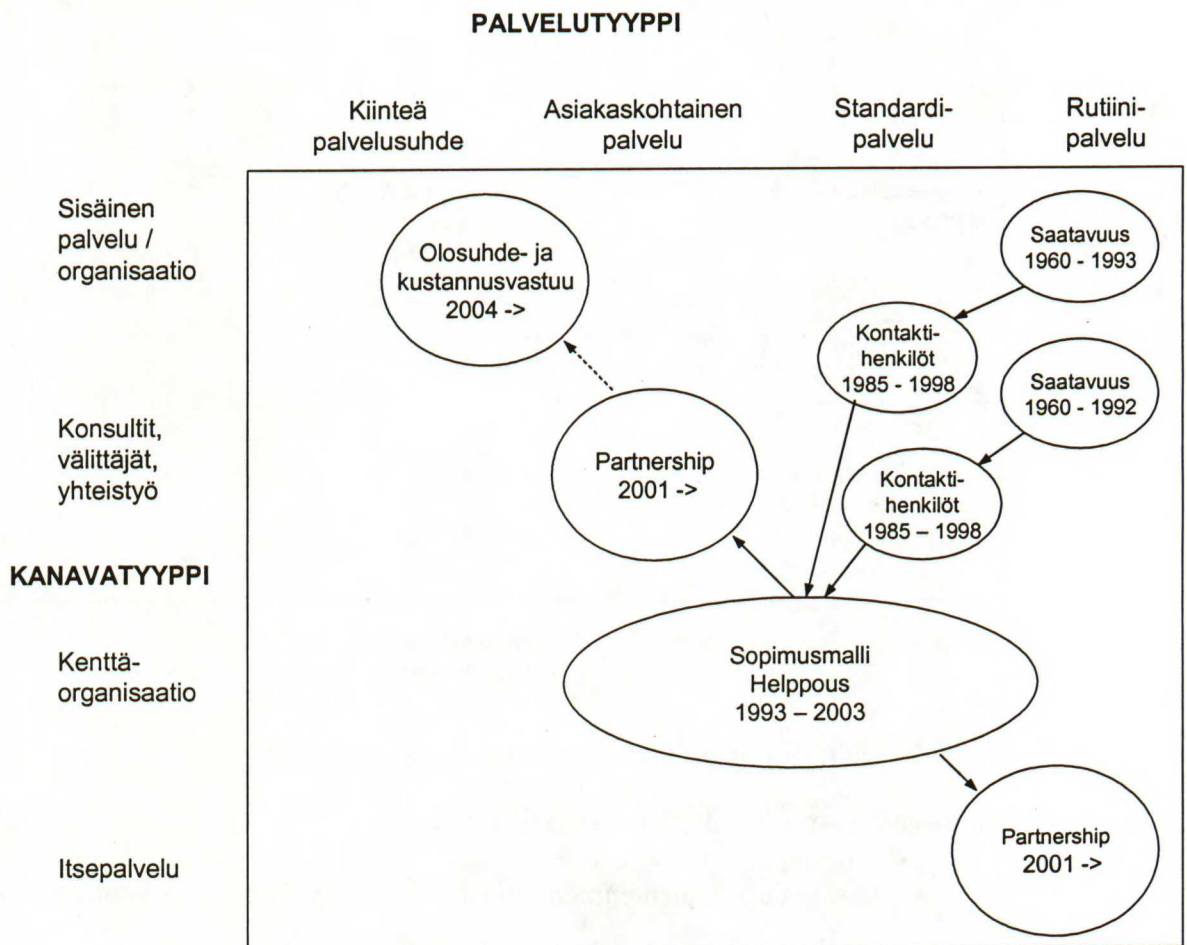 PALVELUTYYPPI
Kiinteä
palvelusuhde
Asiakaskohtainen
palvelu
Standardi-
palvelu
Rutiini-
palvelu
Sisäinen
palvelu /
organisaatio
Olosuhde- ja
kustannusvastuu
2004 ->
Saatavuus
1960 - 1993
Kontakti-
henkilöt
1985 - 1998
Saatavuus
1960 - 1992
Konsultit,
välittäjät,
yhteistyö
Partnership
2001 ->
Kontakti-
henkilöt
1985 – 1998
KANAVATYYPPI
Kenttä-
organisaatio
Sopimusmalli
Helppous
1993 – 2003
Itsepalvelu
Partnership
2001 ->